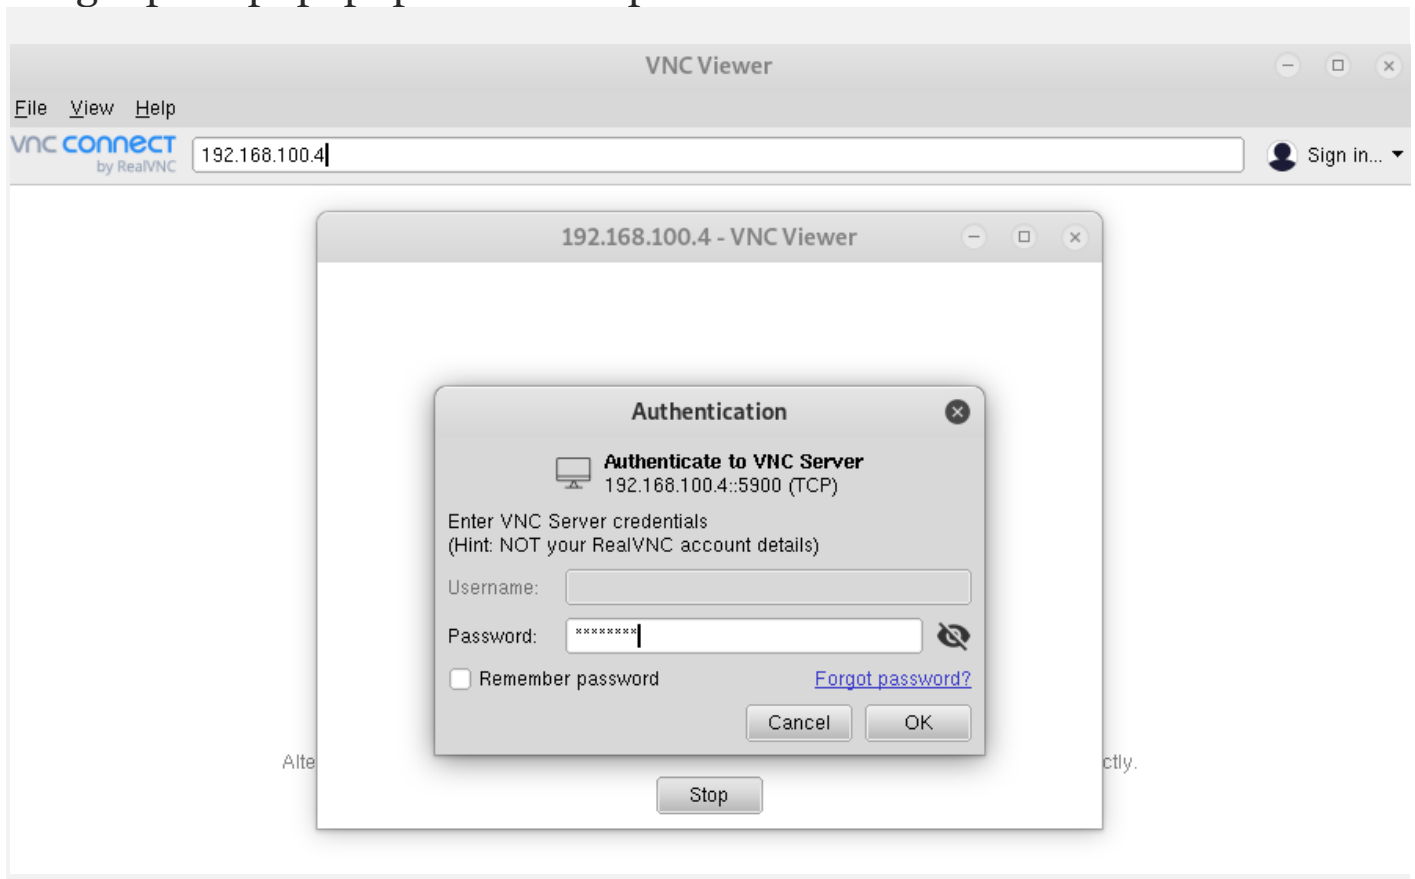 VNC Viewer
File View Help
vnc connect
by RealVNC
192.168.100.4
Sign in...
192.168.100.4 - VNC Viewer
Authentication
Authenticate to VNC Server
192.168.100.4::5900 (TCP)
Enter VNC Server credentials
(Hint: NOT your RealVNC account details)
Username:
Password: ********
Remember password Forgot password?
Cancel OK
Stop